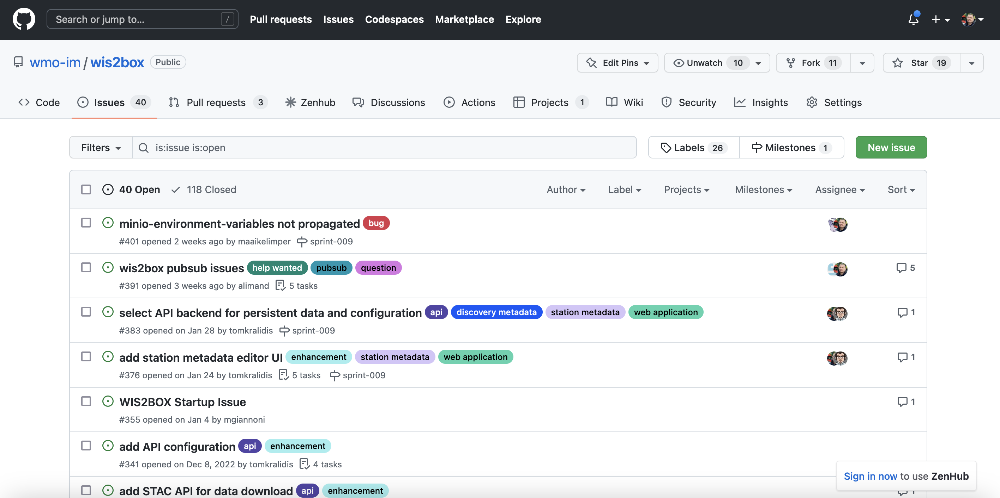 Search or jump to... / Pull requests Issues Codespaces Marketplace Explore
wmo-im / wis2box Public Edit Pins Unwatch 10 Fork 11 Star 19
Code Issues 40 Pull requests 3 Zenhub Discussions Actions Projects 1 Wiki Security Insights Settings
Filters is:issue is:open Labels 26 Milestones 1 New issue
40 Open 118 Closed Author Label Projects Milestones Assignee Sort
minio-environment-variables not propagated bug
#401 opened 2 weeks ago by maaikelimper sprint-009
wis2box pubsub issues help wanted pubsub question 5
#391 opened 3 weeks ago by alimand 5 tasks
select API backend for persistent data and configuration api discovery metadata station metadata web application 1
#383 opened on Jan 28 by tomkralidis sprint-009
add station metadata editor UI enhancement station metadata web application 1
#376 opened on Jan 24 by tomkralidis 5 tasks sprint-009
WIS2BOX Startup Issue 1
#355 opened on Jan 4 by mgiannoni
add API configuration api enhancement
#341 opened on Dec 8, 2022 by tomkralidis 4 tasks
Sign in now to use ZenHub
add STAC API for data download api enhancement